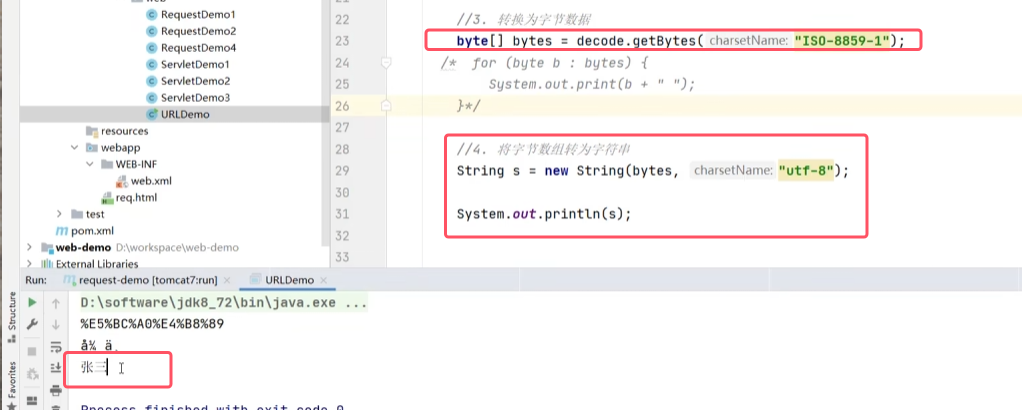 web
RequestDemo1
RequestDemo2
RequestDemo4
ServletDemo1
ServletDemo2
ServletDemo3
URLDemo
resources
webapp
WEB-INF
web.xml
req.html
test
pom.xml
web-demo D:\workspace\web-demo
External Libraries
22 //3. 转换为字节数据
23 byte[] bytes = decode.getBytes( charsetName: "ISO-8859-1");
24 /* for (byte b : bytes) {
25 System.out.print(b + " ");
26 }*/
27
28 //4. 将字节数组转为字符串
29 String s = new String(bytes, charsetName: "utf-8");
30
31 System.out.println(s);
32
33
Run: request-demo [tomcat7:run] × URLDemo ×
Structure
Favorites
D:\software\jdk8_72\bin\java.exe ...
%E5%BC%A0%E4%B8%89
å¼ ä¸
张三
Process finished with exit code 0